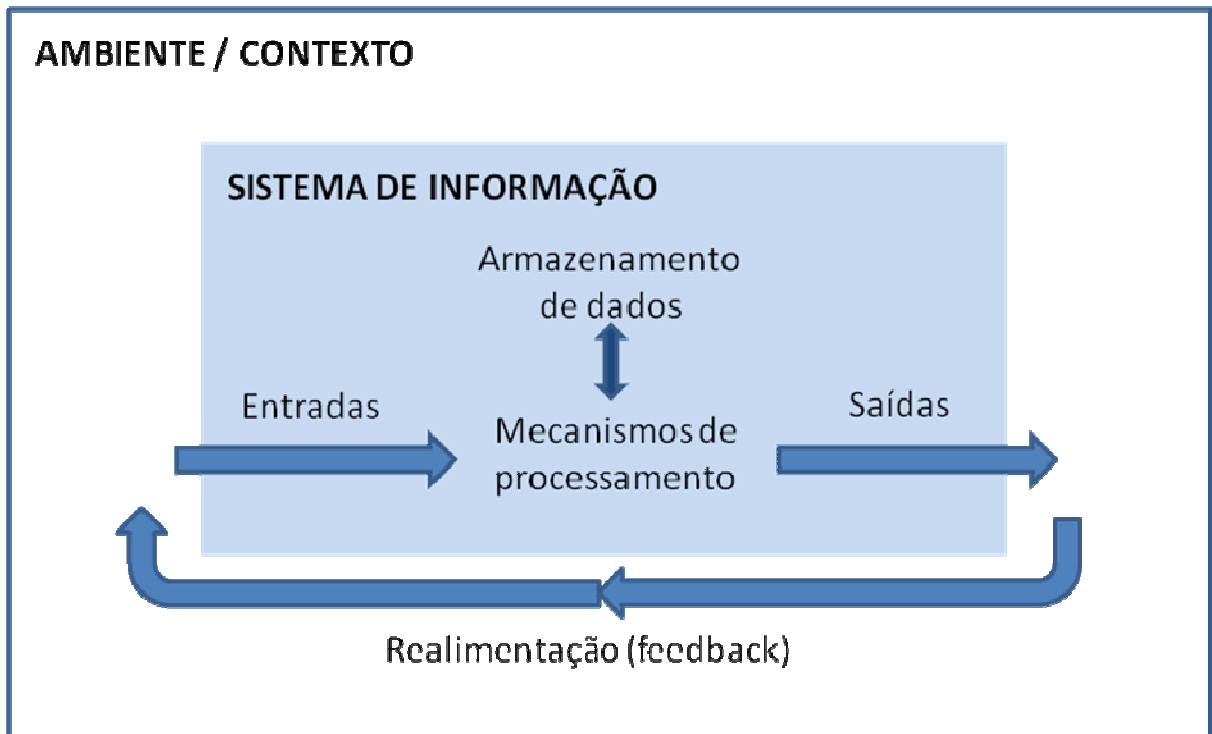 AMBIENTE / CONTEXTO
SISTEMA DE INFORMAÇÃO
Armazenamento
de dados
Entradas
Mecanismos de
processamento
Saídas
Realimentação (feedback)